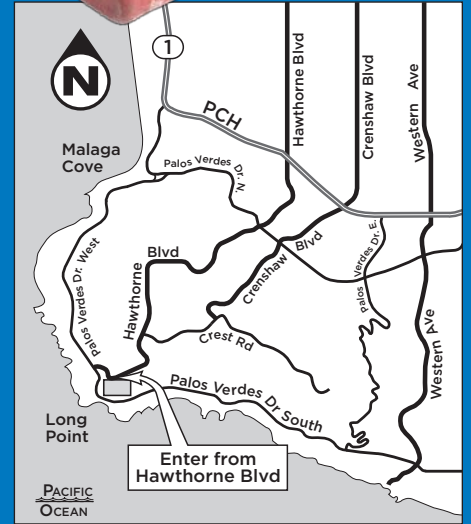 1
N
Hawthorne Blvd
Crenshaw Blvd
Western Ave
PCH
Malaga
Cove
Palos Verdes Dr. N.
Palos Verdes Dr. West
Hawthorne
Blvd
Crenshaw Blvd
Palos Verdes Dr. E.
Crest Rd
Western Ave
Palos Verdes Dr South
Long
Point
Enter from
Hawthorne Blvd
PACIFIC
OCEAN